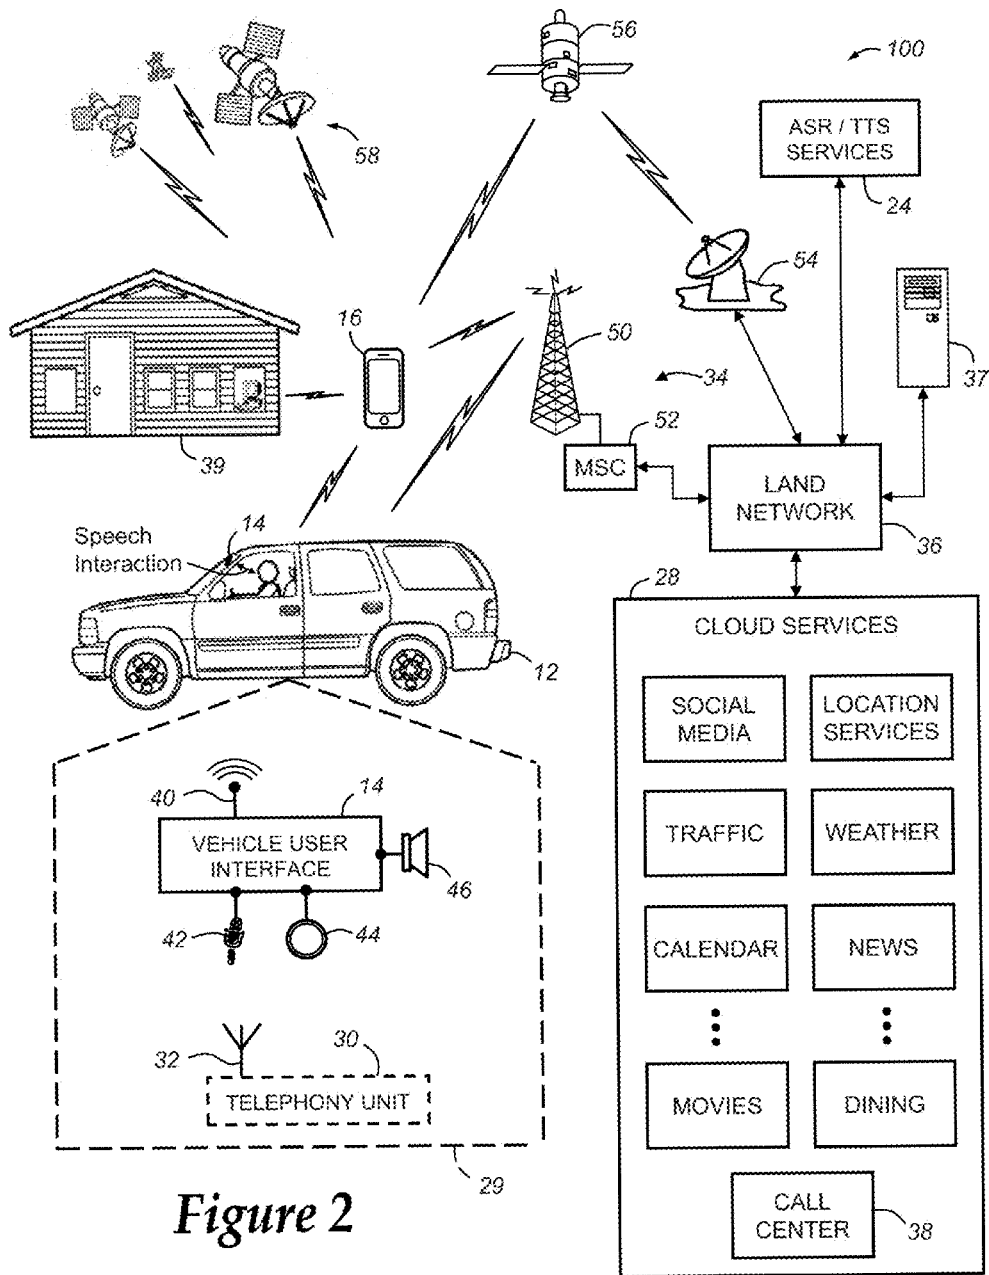 56
100
ASR / TTS
SERVICES
58
24
54
16
50
34
37
52
MSC
LAND
NETWORK
39
36
Speech
Interaction
14
28
CLOUD SERVICES
12
SOCIAL
MEDIA
LOCATION
SERVICES
40
14
VEHICLE USER
INTERFACE
TRAFFIC
WEATHER
46
42
44
CALENDAR
NEWS
32
30
TELEPHONY UNIT
MOVIES
DINING
29
Figure 2
CALL
CENTER
38